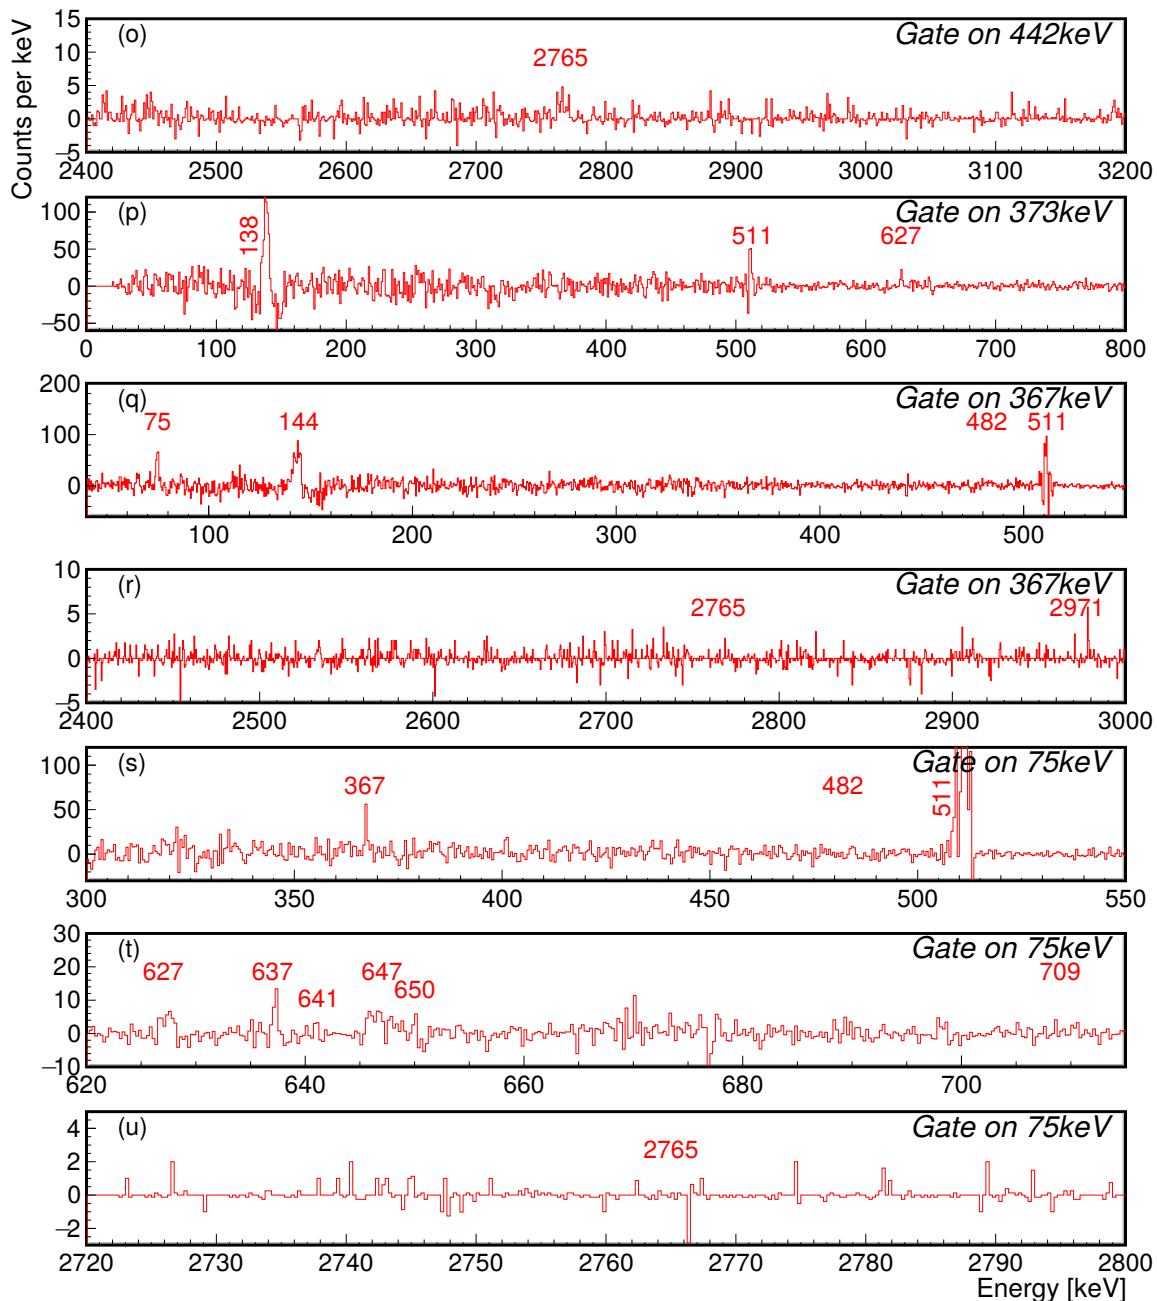 Counts per keV
(o) Gate on 442keV
2765
15
10
5
0
−5
2400 2500 2600 2700 2800 2900 3000 3100 3200
(p) Gate on 373keV
138 511 627
100
50
0
−50
0 100 200 300 400 500 600 700 800
(q) Gate on 367keV
75 144 482 511
200
100
0
100 200 300 400 500
(r) Gate on 367keV
2765 2971
10
5
0
−5
2400 2500 2600 2700 2800 2900 3000
(s) Gate on 75keV
367 482 511
100
50
0
300 350 400 450 500 550
(t) Gate on 75keV
627 637 641 647 650 709
30
20
10
0
−10
620 640 660 680 700
(u) Gate on 75keV
2765
4
2
0
−2
2720 2730 2740 2750 2760 2770 2780 2790 2800
Energy [keV]